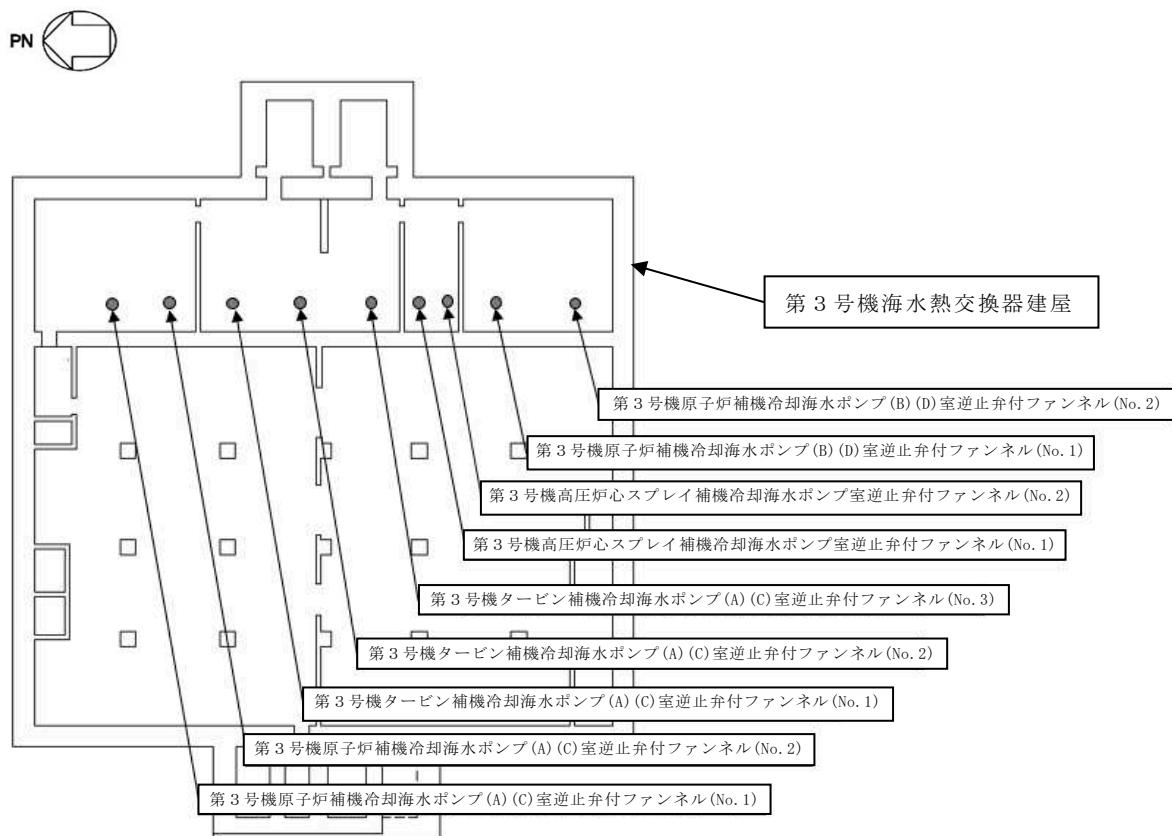 PN
第３号機海水熱交換器建屋
第３号機原子炉補機冷却海水ポンプ(B)(D)室逆止弁付ファンネル(No.2)
第３号機原子炉補機冷却海水ポンプ(B)(D)室逆止弁付ファンネル(No.1)
第３号機高圧炉心スプレイ補機冷却海水ポンプ室逆止弁付ファンネル(No.2)
第３号機高圧炉心スプレイ補機冷却海水ポンプ室逆止弁付ファンネル(No.1)
第３号機タービン補機冷却海水ポンプ(A)(C)室逆止弁付ファンネル(No.3)
第３号機タービン補機冷却海水ポンプ(A)(C)室逆止弁付ファンネル(No.2)
第３号機タービン補機冷却海水ポンプ(A)(C)室逆止弁付ファンネル(No.1)
第３号機原子炉補機冷却海水ポンプ(A)(C)室逆止弁付ファンネル(No.2)
第３号機原子炉補機冷却海水ポンプ(A)(C)室逆止弁付ファンネル(No.1)